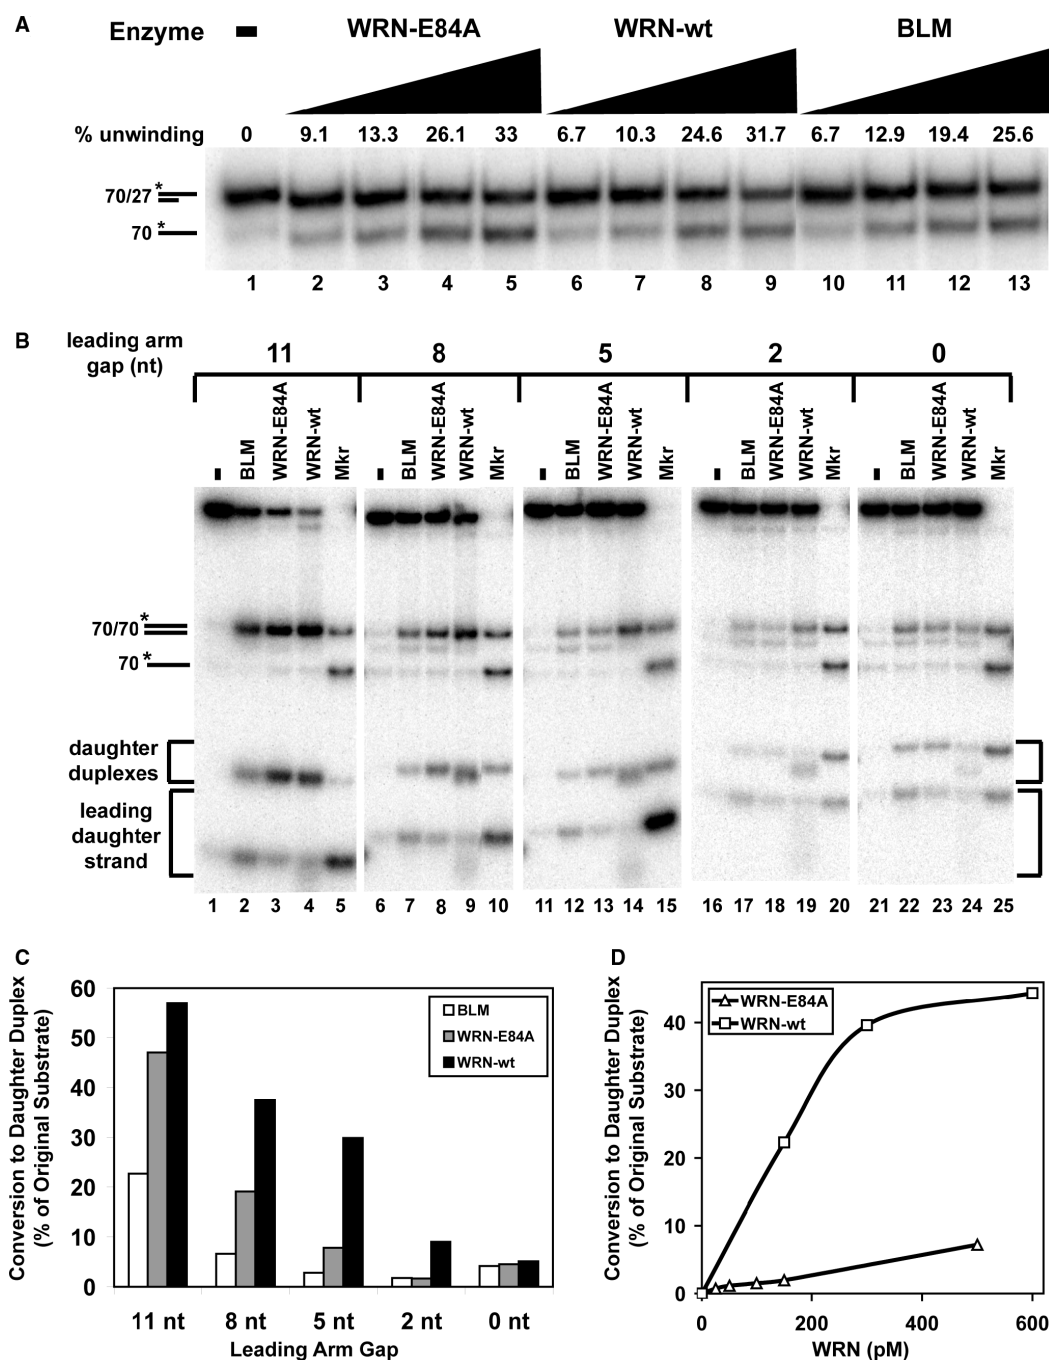 A
Enzyme - WRN-E84A WRN-wt BLM
% unwinding 0 9.1 13.3 26.1 33 6.7 10.3 24.6 31.7 6.7 12.9 19.4 25.6
70/27 *
70 *
1 2 3 4 5 6 7 8 9 10 11 12 13
B
leading arm gap (nt) 11 8 5 2 0
- BLM WRN-E84A WRN-wt Mkr - BLM WRN-E84A WRN-wt Mkr - BLM WRN-E84A WRN-wt Mkr - BLM WRN-E84A WRN-wt Mkr - BLM WRN-E84A WRN-wt Mkr
70/70 *
70 *
daughter
duplexes
leading
daughter
strand
1 2 3 4 5 6 7 8 9 10 11 12 13 14 15 16 17 18 19 20 21 22 23 24 25
C
Conversion to Daughter Duplex
(% of Original Substrate)
60
50
40
30
20
10
0
BLM
WRN-E84A
WRN-wt
11 nt 8 nt 5 nt 2 nt 0 nt
Leading Arm Gap
D
Conversion to Daughter Duplex
(% of Original Substrate)
40
30
20
10
0
WRN-E84A
WRN-wt
0 200 400 600
WRN (pM)